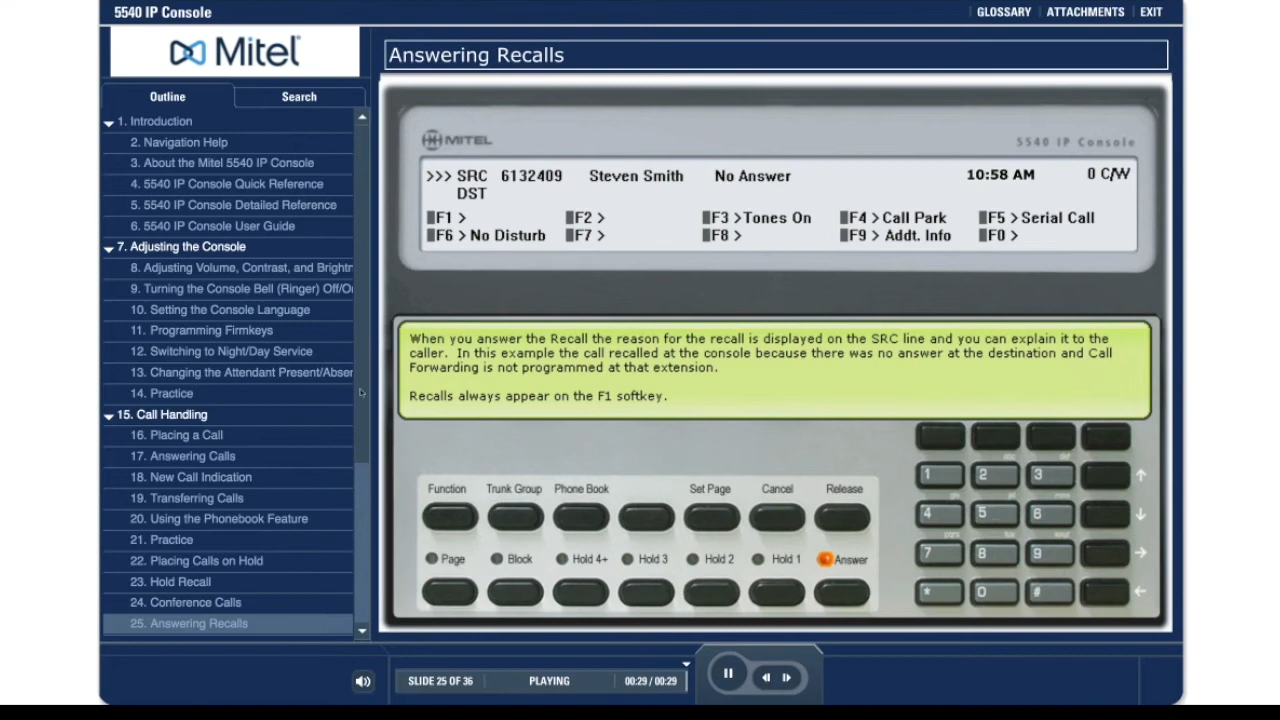 5540 IP Console
GLOSSARY
ATTACHMENTS
EXIT
Mitel
Answering Recalls
Outline
Search
1. Introduction
2. Navigation Help
3. About the Mitel 5540 IP Console
4. 5540 IP Console Quick Reference
5. 5540 IP Console Detailed Reference
6. 5540 IP Console User Guide
7. Adjusting the Console
8. Adjusting Volume, Contrast, and Brightn
9. Turning the Console Bell (Ringer) Off/O
10. Setting the Console Language
11. Programming Firmkeys
12. Switching to Night/Day Service
13. Changing the Attendant Present/Abser
14. Practice
15. Call Handling
16. Placing a Call
17. Answering Calls
18. New Call Indication
19. Transferring Calls
20. Using the Phonebook Feature
21. Practice
22. Placing Calls on Hold
23. Hold Recall
24. Conference Calls
25. Answering Recalls
MITEL
5540 IP Console
>>> SRC 6132409 Steven Smith No Answer 10:58 AM 0 C/W
DST
F1 > F2 > F3 >Tones On F4 >Call Park F5 >Serial Call
F6 > No Disturb F7 > F8 > F9 > Addt. Info F0 >
When you answer the Recall the reason for the recall is displayed on the SRC line and you can explain it to the
caller. In this example the call recalled at the console because there was no answer at the destination and Call
Forwarding is not programmed at that extension.
Recalls always appear on the F1 softkey.
Function Trunk Group Phone Book Set Page Cancel Release
Page Block Hold 4+ Hold 3 Hold 2 Hold 1 Answer
1 2 3
4 5 6
7 8 9
* 0 #
SLIDE 25 OF 36
PLAYING
00:29 / 00:29